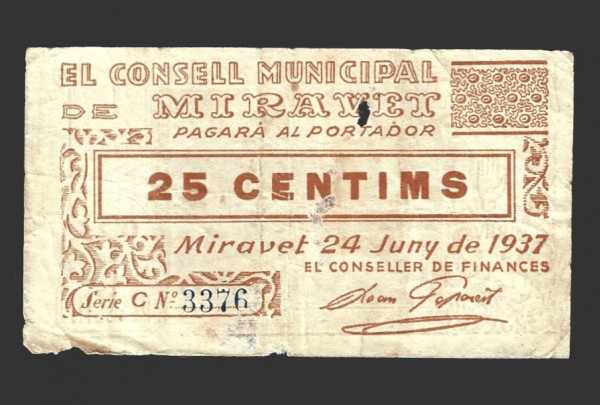 EL CONSELL MUNICIPAL
DE MIRAVET
PAGARÀ AL PORTADOR
25 CENTIMS
Miravet 24 Juny de 1937
EL CONSELLER DE FINANCES
Serie C Nº 3376